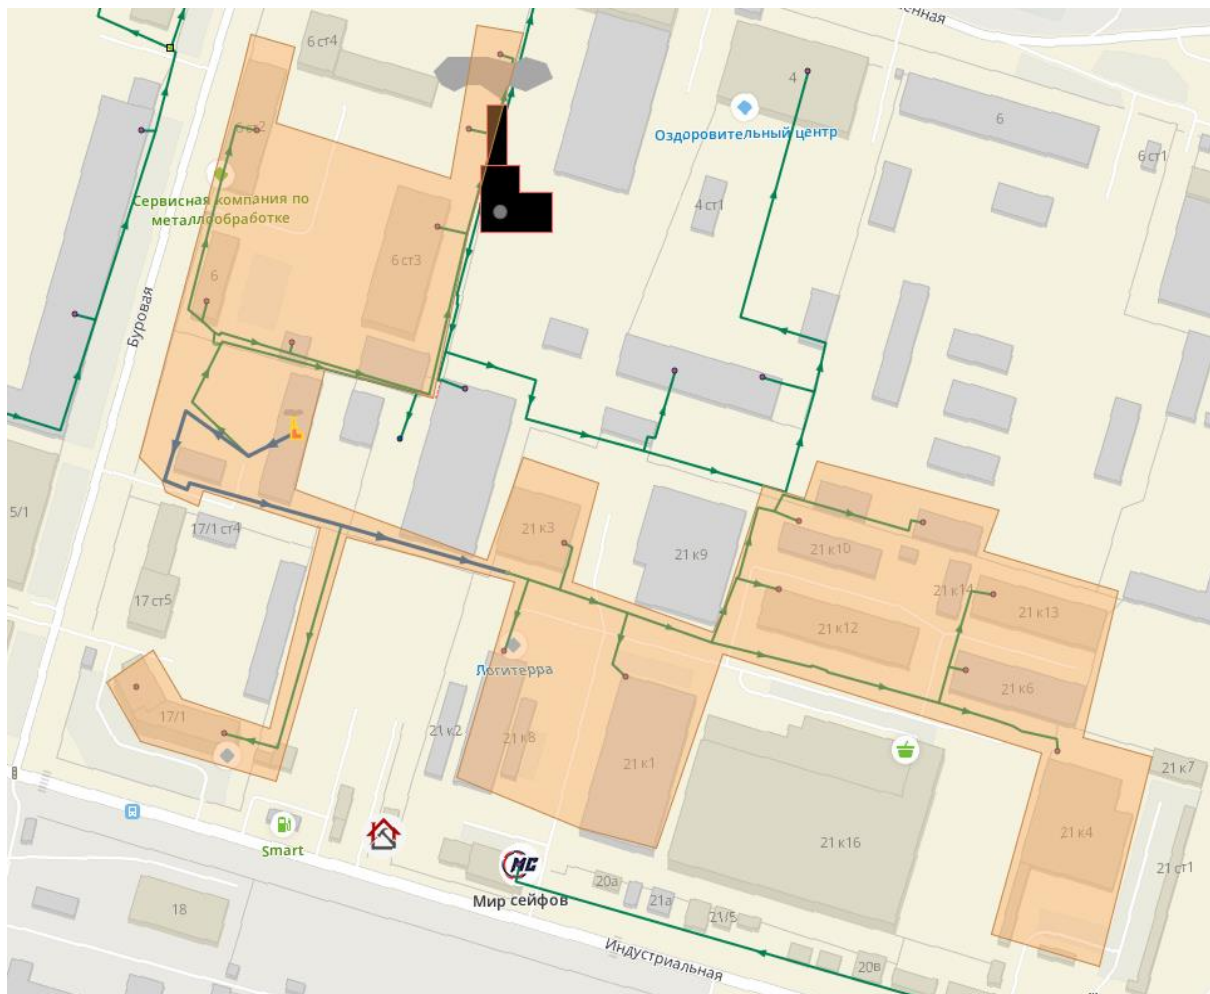 енная
6 ст4
4
6
Оздоровительный центр
6 ст2
6 ст1
Сервисная компания по
металлообработке
4 ст1
6
6 ст3
Буровая
5/1
17/1 ст4
21 к3
21 к9
21 к10
21 к14
21 к13
17 ст5
21 к12
Логитерра
21 к6
17/1
21 к2
21 к8
21 к1
21 к7
21 к4
21 к16
Smart
21 ст1
МС
Мир сейфов
20а
21а
21/5
18
Индустриальная
20в